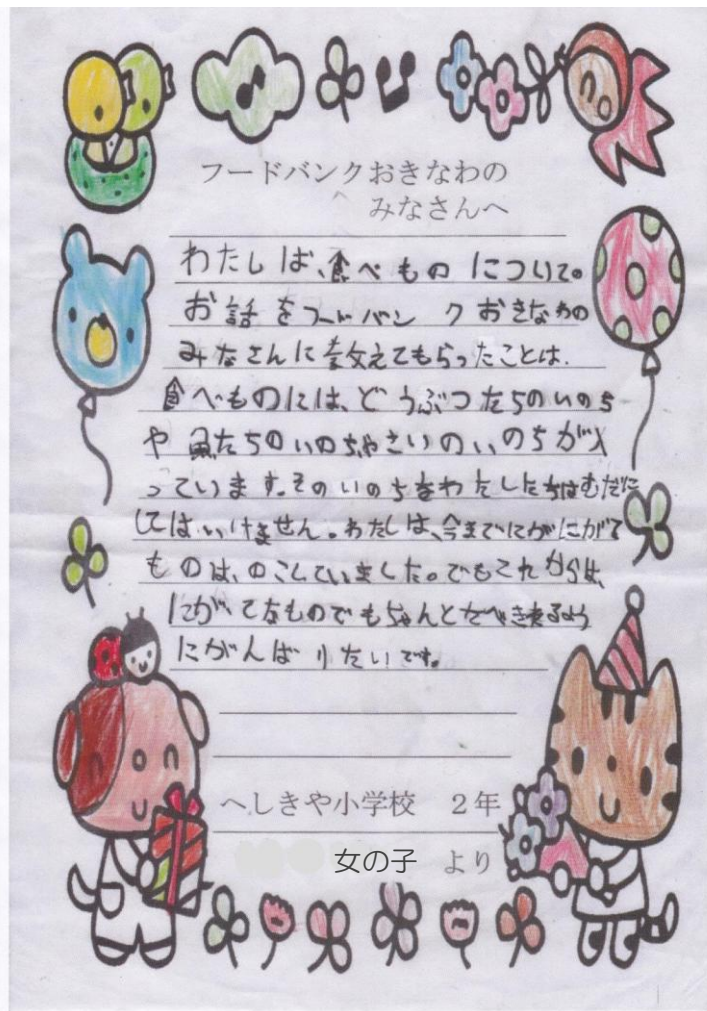 フードバンクおきなわの
みなさんへ
わたしは、食べものについての
お話をフードバンクおきなわの
みなさんに教えてもらったことは、
食べものには、どうぶつたちのいのち
や魚たちのいのちやさいのいのちが入
っています。そのいのちをわたしたちはむだに
してはいけません。わたしは、今までにがにがて
ものは、のこしていました。でもこれからは、
にがてなものでもちゃんとたべき来るよう
にがんばりたいです。
へしきや小学校 2年
女の子 より